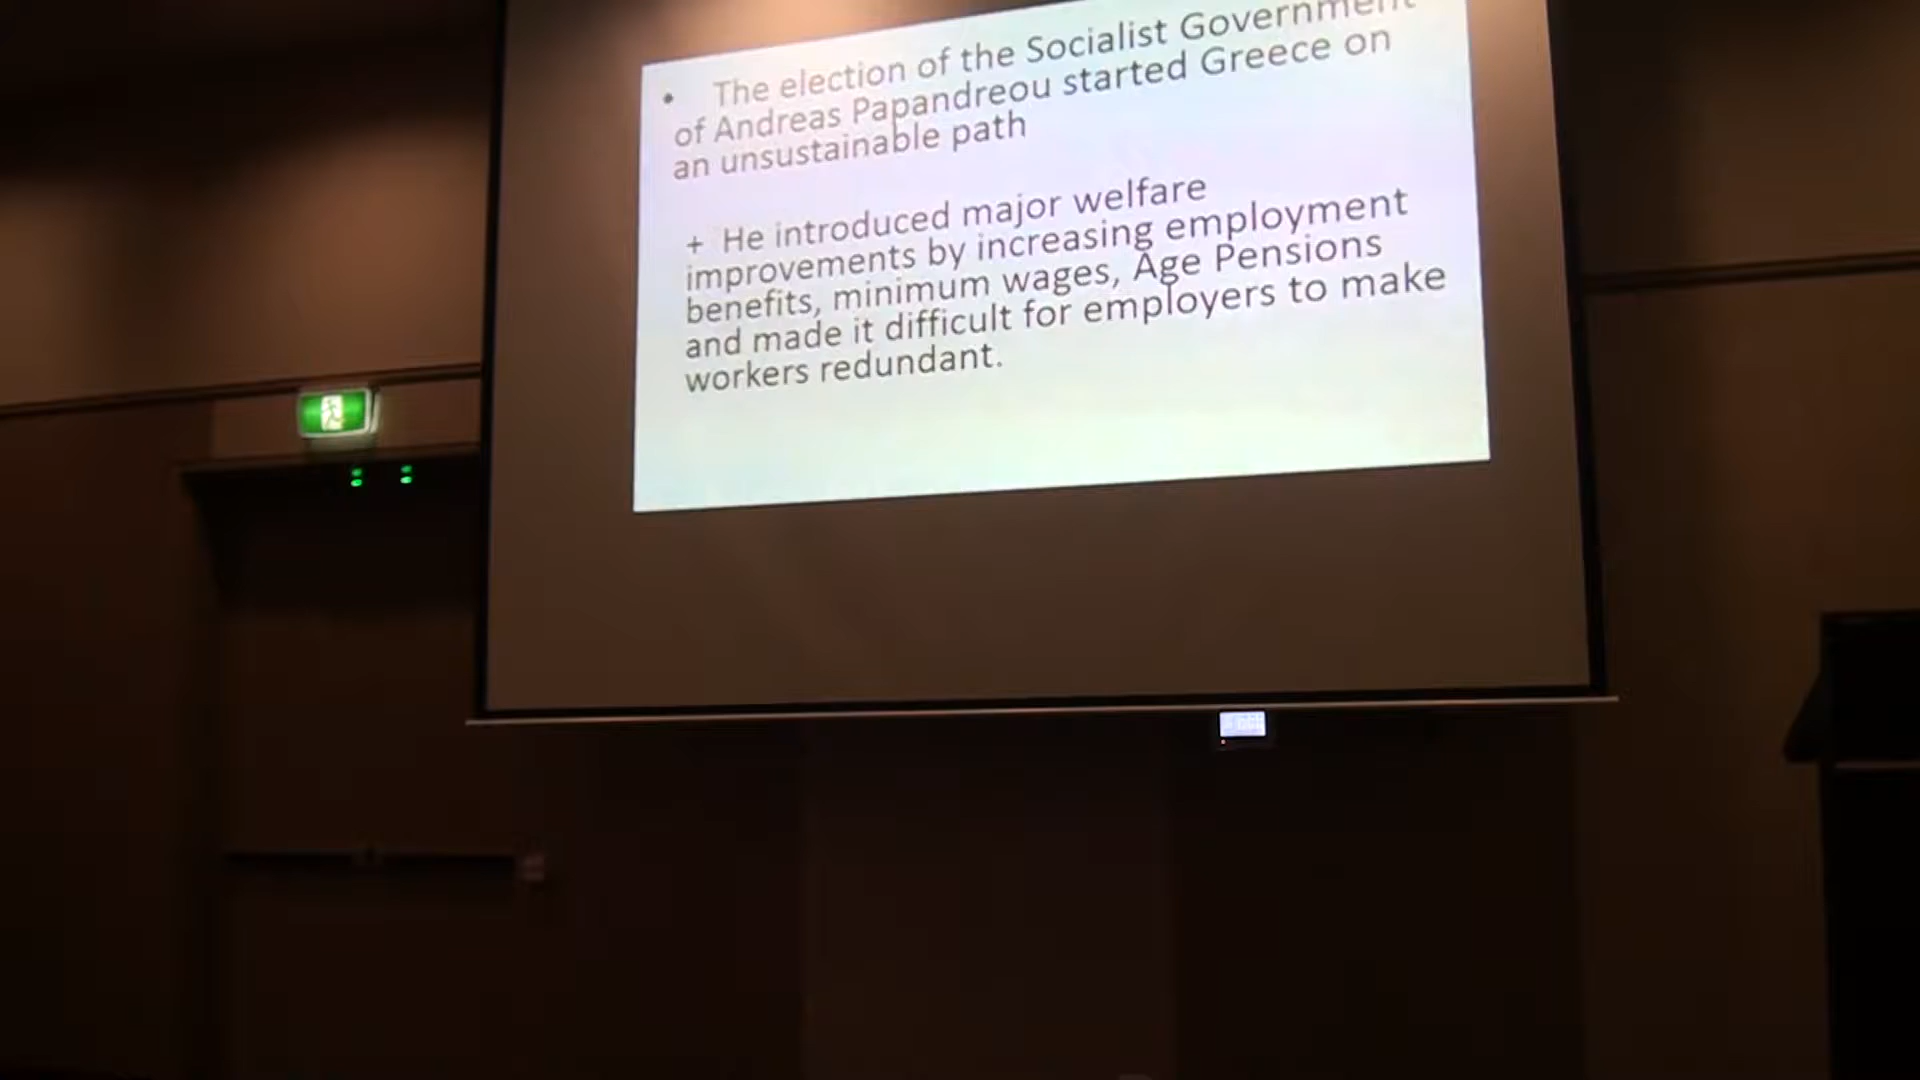 • The election of the Socialist Government
of Andreas Papandreou started Greece on
an unsustainable path
+ He introduced major welfare
improvements by increasing employment
benefits, minimum wages, Age Pensions
and made it difficult for employers to make
workers redundant.